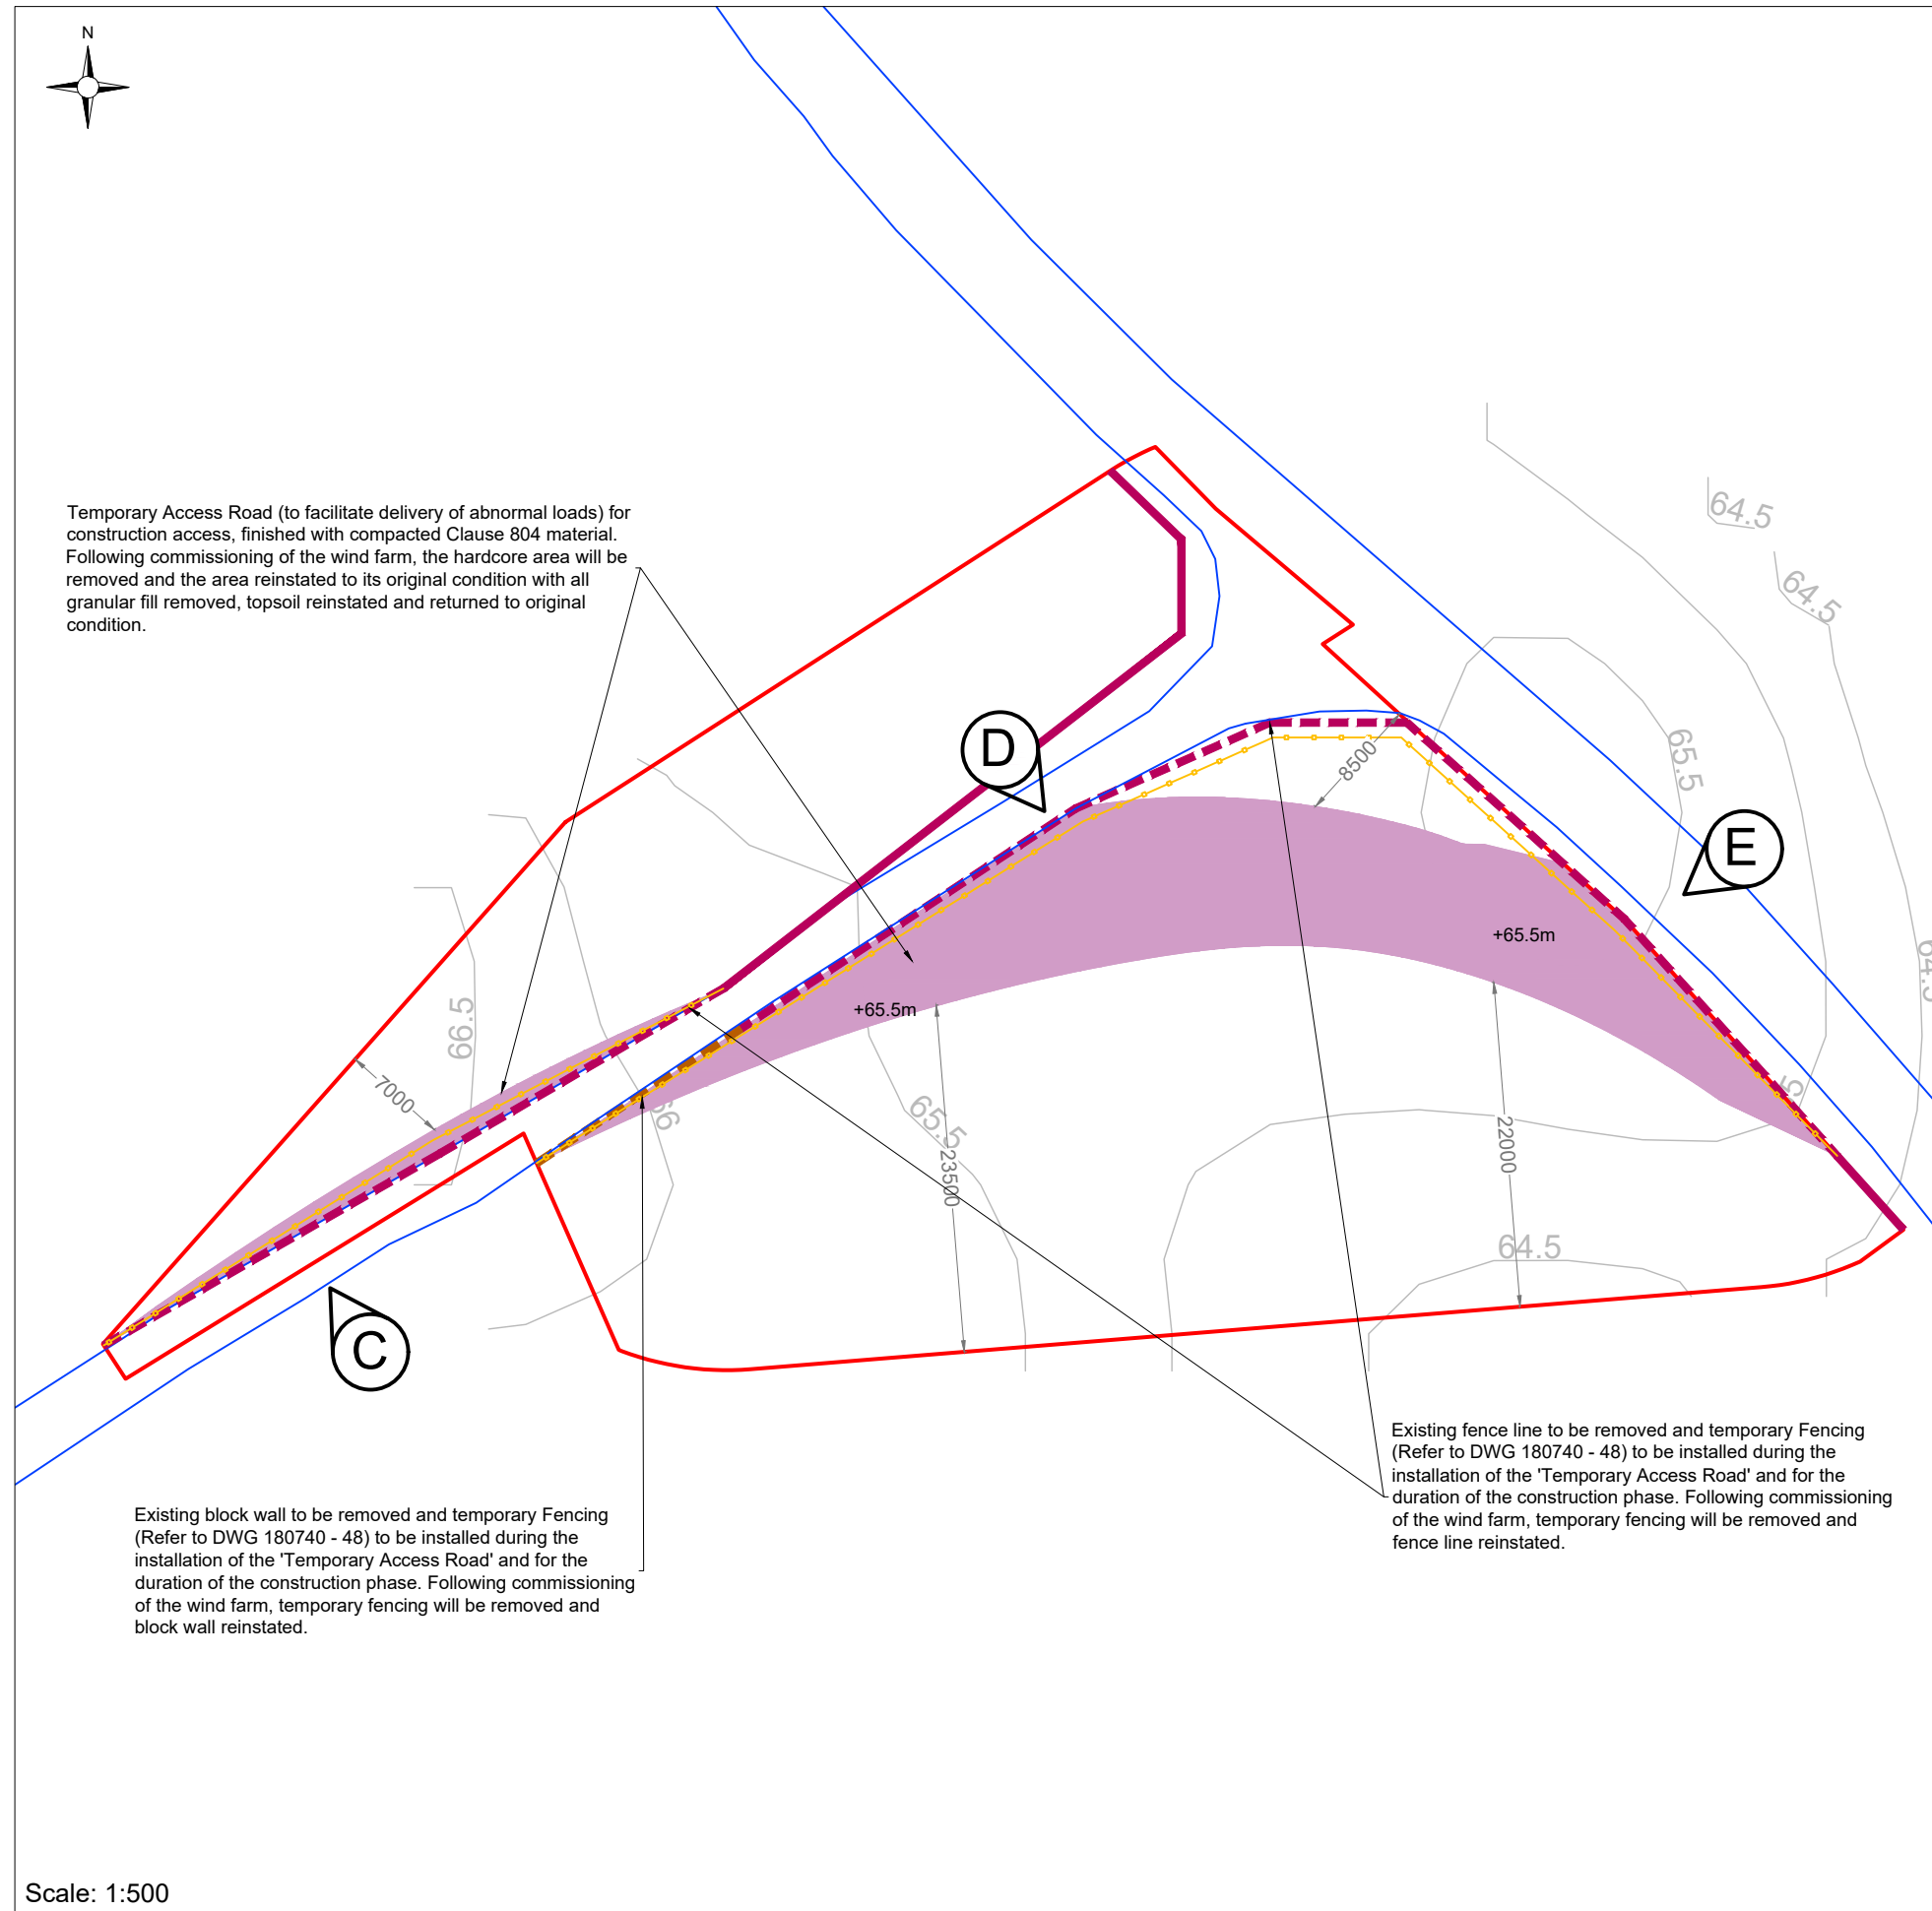 N
Temporary Access Road (to facilitate delivery of abnormal loads) for
construction access, finished with compacted Clause 804 material.
Following commissioning of the wind farm, the hardcore area will be
removed and the area reinstated to its original condition with all
granular fill removed, topsoil reinstated and returned to original
condition.
64.5
64.5
D
8500
65.5
E
+65.5m
64.5
+65.5m
66.5
7000
66
65.5
23500
22000
5
64.5
C
Existing fence line to be removed and temporary Fencing
(Refer to DWG 180740 - 48) to be installed during the
installation of the 'Temporary Access Road' and for the
duration of the construction phase. Following commissioning
of the wind farm, temporary fencing will be removed and
fence line reinstated.
Existing block wall to be removed and temporary Fencing
(Refer to DWG 180740 - 48) to be installed during the
installation of the 'Temporary Access Road' and for the
duration of the construction phase. Following commissioning
of the wind farm, temporary fencing will be removed and
block wall reinstated.
Scale: 1:500